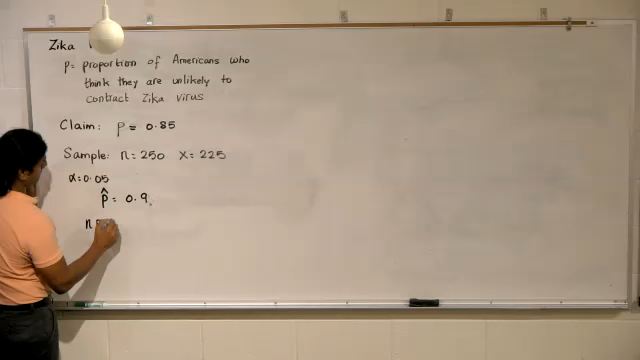 Zika
p = proportion of Americans who
think they are unlikely to
contract Zika virus
Claim: p = 0.85
Sample: n = 250 x = 225
α = 0.05
p̂ = 0.9
n